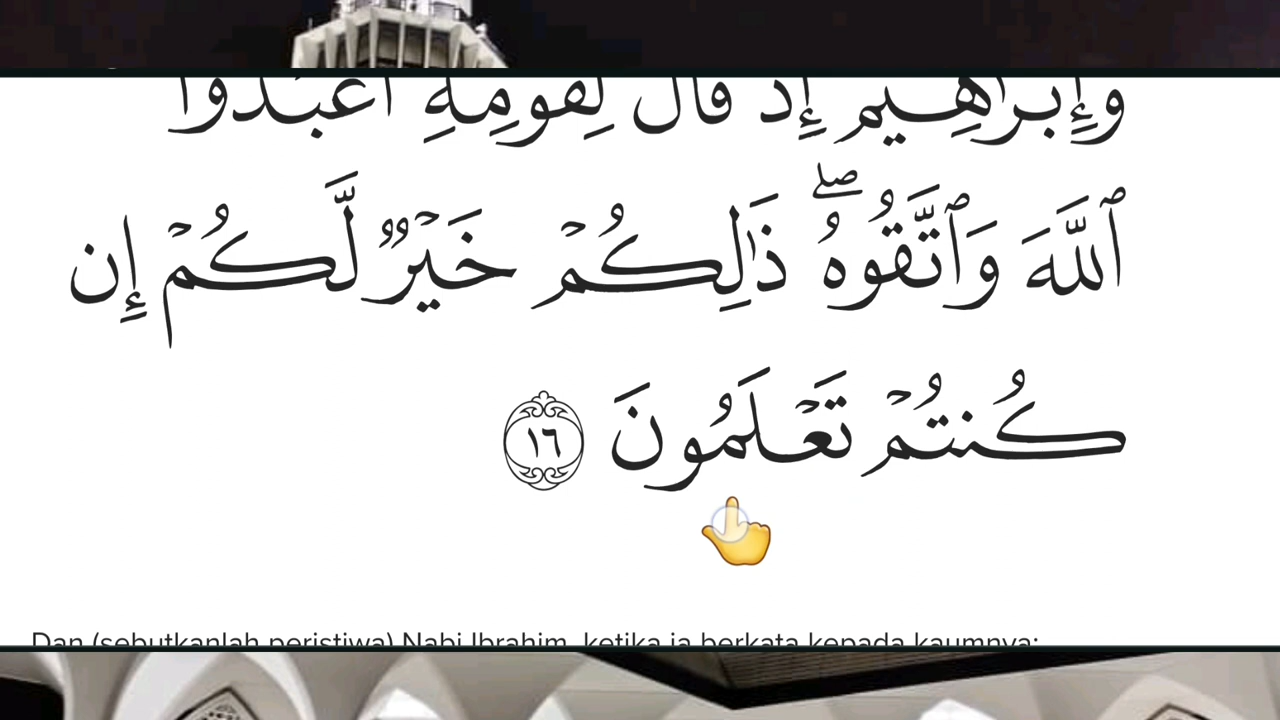 وَإِبْرَاهِيمَ إِذْ قَالَ لِقَوْمِهِ ٱعْبُدُوا۟
ٱللَّهَ وَٱتَّقُوهُ ۖ ذَٰلِكُمْ خَيْرٌ لَّكُمْ إِن
كُنتُمْ تَعْلَمُونَ ١٦
Dan (sebutkanlah peristiwa) Nabi Ibrahim, ketika ia berkata kepada kaumnya: